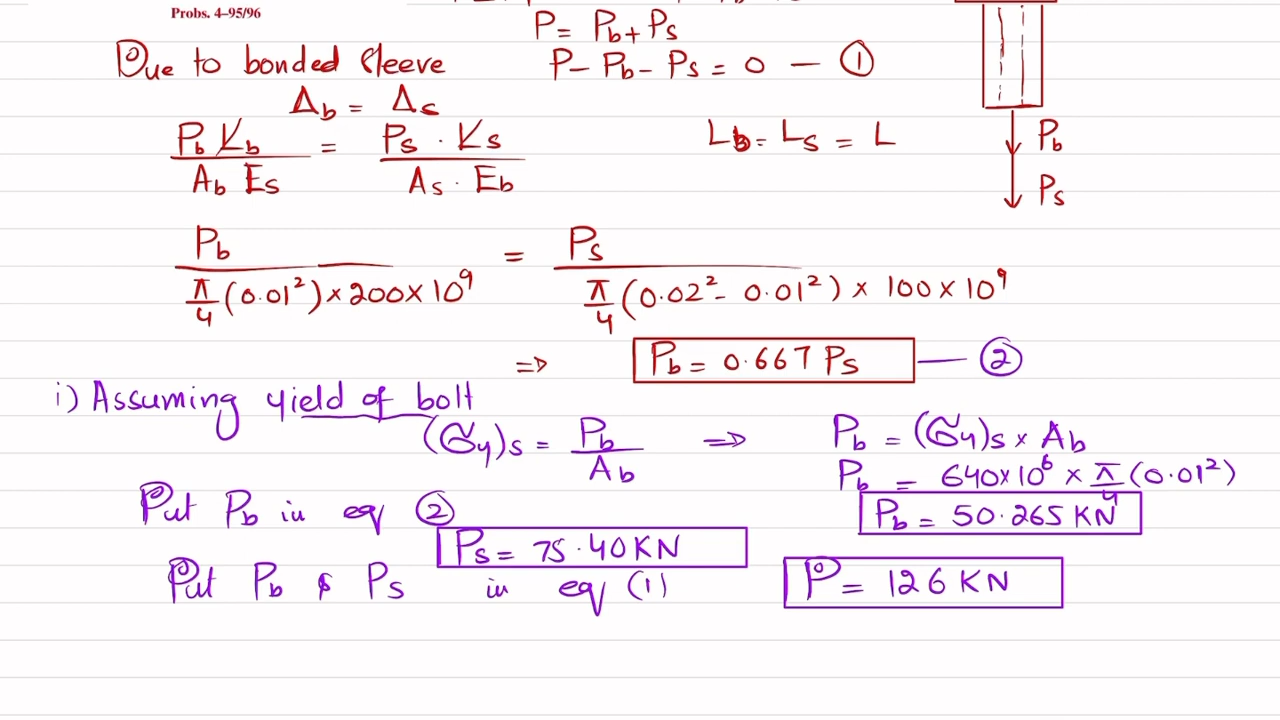 Probs. 4–95/96
P = Pb + Ps
Due to bonded sleeve P - Pb - Ps = 0 — ①
Δb = Δs
Pb Lb / Ab Es = Ps . Ls / As . Eb Lb = Ls = L
Pb
Ps
Pb / π/4 (0.01²) × 200 × 10⁹ = Ps / π/4 (0.02² - 0.01²) × 100 × 10⁹
=> Pb = 0.667 Ps — ②
i) Assuming yield of bolt
(σy)s = Pb / Ab => Pb = (σy)s × Ab
Pb = 640×10⁶ × π/4 (0.01²)
Put Pb in eq ② Pb = 50.265 KN
Ps = 75.40 KN
Put Pb & Ps in eq (1) P = 126 KN